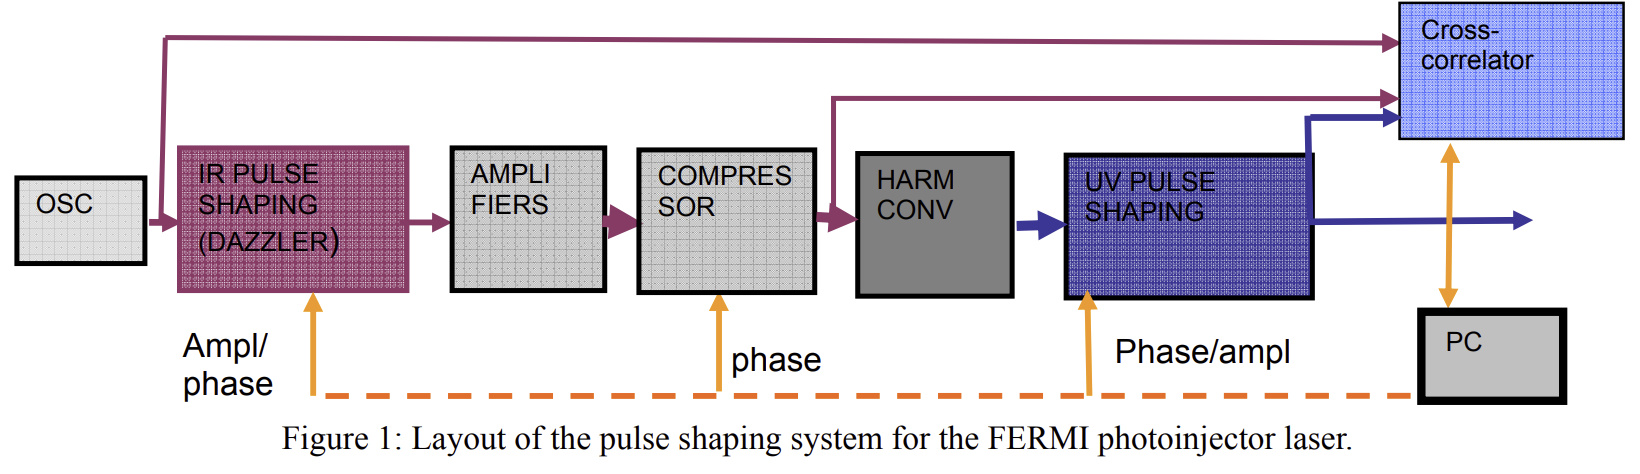 Cross-
correlator
OSC
IR PULSE
SHAPING
(DAZZLER)
AMPLI
FIERS
COMPRES
SOR
HARM
CONV
UV PULSE
SHAPING
Ampl/
phase
phase
Phase/ampl
PC
Figure 1: Layout of the pulse shaping system for the FERMI photoinjector laser.